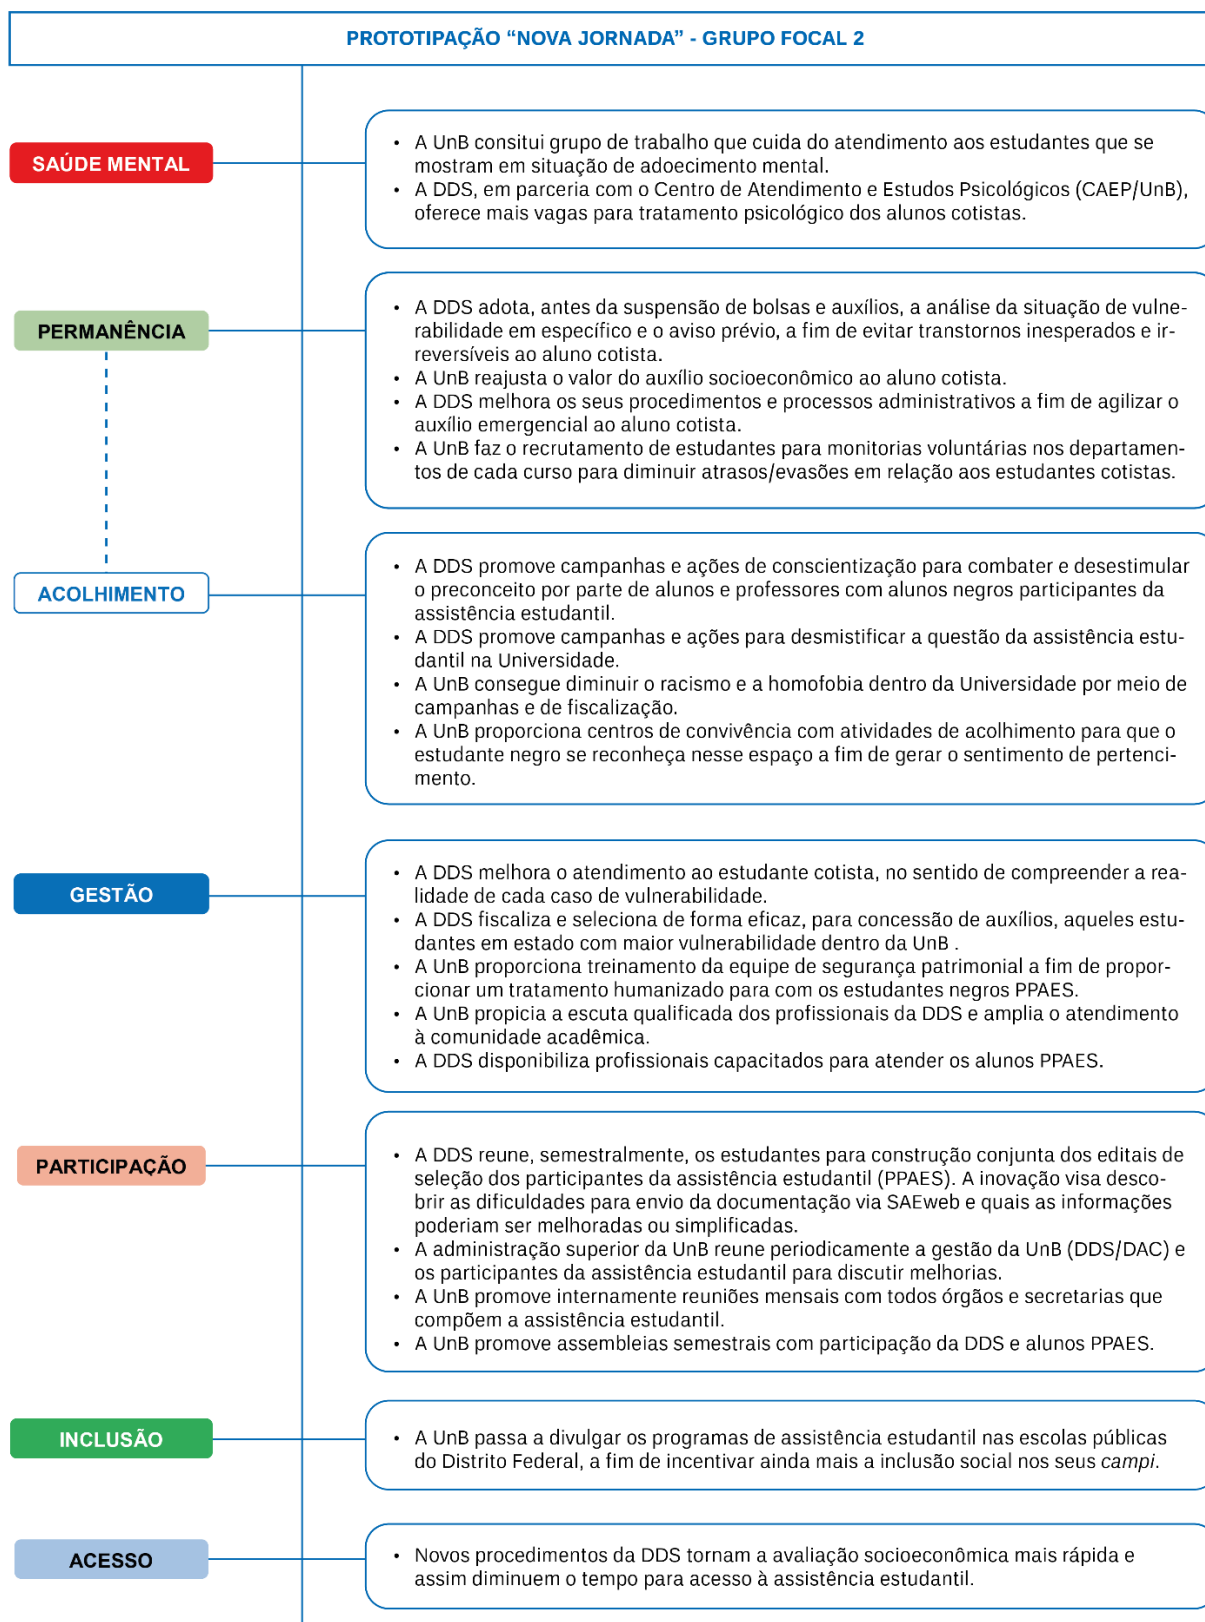 PROTOTIPAÇÃO “NOVA JORNADA” - GRUPO FOCAL 2
SAÚDE MENTAL
• A UnB consitui grupo de trabalho que cuida do atendimento aos estudantes que se
mostram em situação de adoecimento mental.
• A DDS, em parceria com o Centro de Atendimento e Estudos Psicológicos (CAEP/UnB),
oferece mais vagas para tratamento psicológico dos alunos cotistas.
PERMANÊNCIA
• A DDS adota, antes da suspensão de bolsas e auxílios, a análise da situação de vulne-
rabilidade em específico e o aviso prévio, a fim de evitar transtornos inesperados e ir-
reversíveis ao aluno cotista.
• A UnB reajusta o valor do auxílio socioeconômico ao aluno cotista.
• A DDS melhora os seus procedimentos e processos administrativos a fim de agilizar o
auxílio emergencial ao aluno cotista.
• A UnB faz o recrutamento de estudantes para monitorias voluntárias nos departamen-
tos de cada curso para diminuir atrasos/evasões em relação aos estudantes cotistas.
ACOLHIMENTO
• A DDS promove campanhas e ações de conscientização para combater e desestimular
o preconceito por parte de alunos e professores com alunos negros participantes da
assistência estudantil.
• A DDS promove campanhas e ações para desmistificar a questão da assistência estu-
dantil na Universidade.
• A UnB consegue diminuir o racismo e a homofobia dentro da Universidade por meio de
campanhas e de fiscalização.
• A UnB proporciona centros de convivência com atividades de acolhimento para que o
estudante negro se reconheça nesse espaço a fim de gerar o sentimento de pertenci-
mento.
GESTÃO
• A DDS melhora o atendimento ao estudante cotista, no sentido de compreender a rea-
lidade de cada caso de vulnerabilidade.
• A DDS fiscaliza e seleciona de forma eficaz, para concessão de auxílios, aqueles estu-
dantes em estado com maior vulnerabilidade dentro da UnB .
• A UnB proporciona treinamento da equipe de segurança patrimonial a fim de propor-
cionar um tratamento humanizado para com os estudantes negros PPAES.
• A UnB propicia a escuta qualificada dos profissionais da DDS e amplia o atendimento
à comunidade acadêmica.
• A DDS disponibiliza profissionais capacitados para atender os alunos PPAES.
PARTICIPAÇÃO
• A DDS reune, semestralmente, os estudantes para construção conjunta dos editais de
seleção dos participantes da assistência estudantil (PPAES). A inovação visa desco-
brir as dificuldades para envio da documentação via SAEweb e quais as informações
poderiam ser melhoradas ou simplificadas.
• A administração superior da UnB reune periodicamente a gestão da UnB (DDS/DAC) e
os participantes da assistência estudantil para discutir melhorias.
• A UnB promove internamente reuniões mensais com todos órgãos e secretarias que
compõem a assistência estudantil.
• A UnB promove assembleias semestrais com participação da DDS e alunos PPAES.
INCLUSÃO
• A UnB passa a divulgar os programas de assistência estudantil nas escolas públicas
do Distrito Federal, a fim de incentivar ainda mais a inclusão social nos seus campi.
ACESSO
• Novos procedimentos da DDS tornam a avaliação socioeconômica mais rápida e
assim diminuem o tempo para acesso à assistência estudantil.